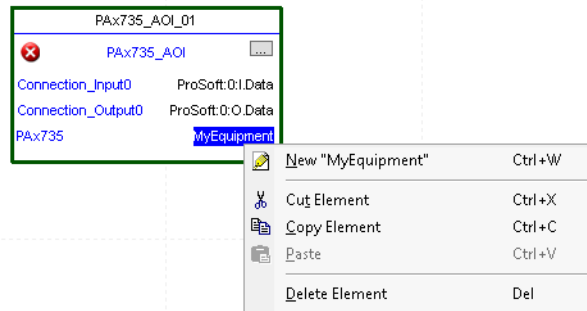 PAx735_AOI_01
PAx735_AOI ...
Connection_Input0 ProSoft:0:I.Data
Connection_Output0 ProSoft:0:O.Data
PAx735 MyEquipment
New "MyEquipment" Ctrl+W
Cut Element Ctrl+X
Copy Element Ctrl+C
Paste Ctrl+V
Delete Element Del